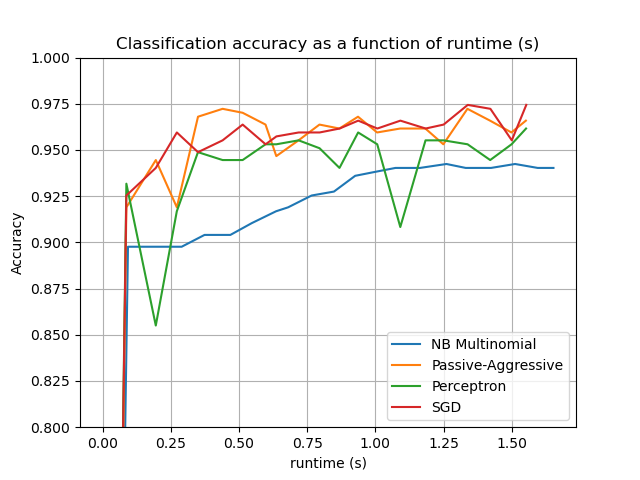 Classification accuracy as a function of runtime (s)
1.000
0.975
0.950
0.925
0.900
0.875
0.850
0.825
0.800
Accuracy
NB Multinomial
Passive-Aggressive
Perceptron
SGD
0.00 0.25 0.50 0.75 1.00 1.25 1.50
runtime (s)